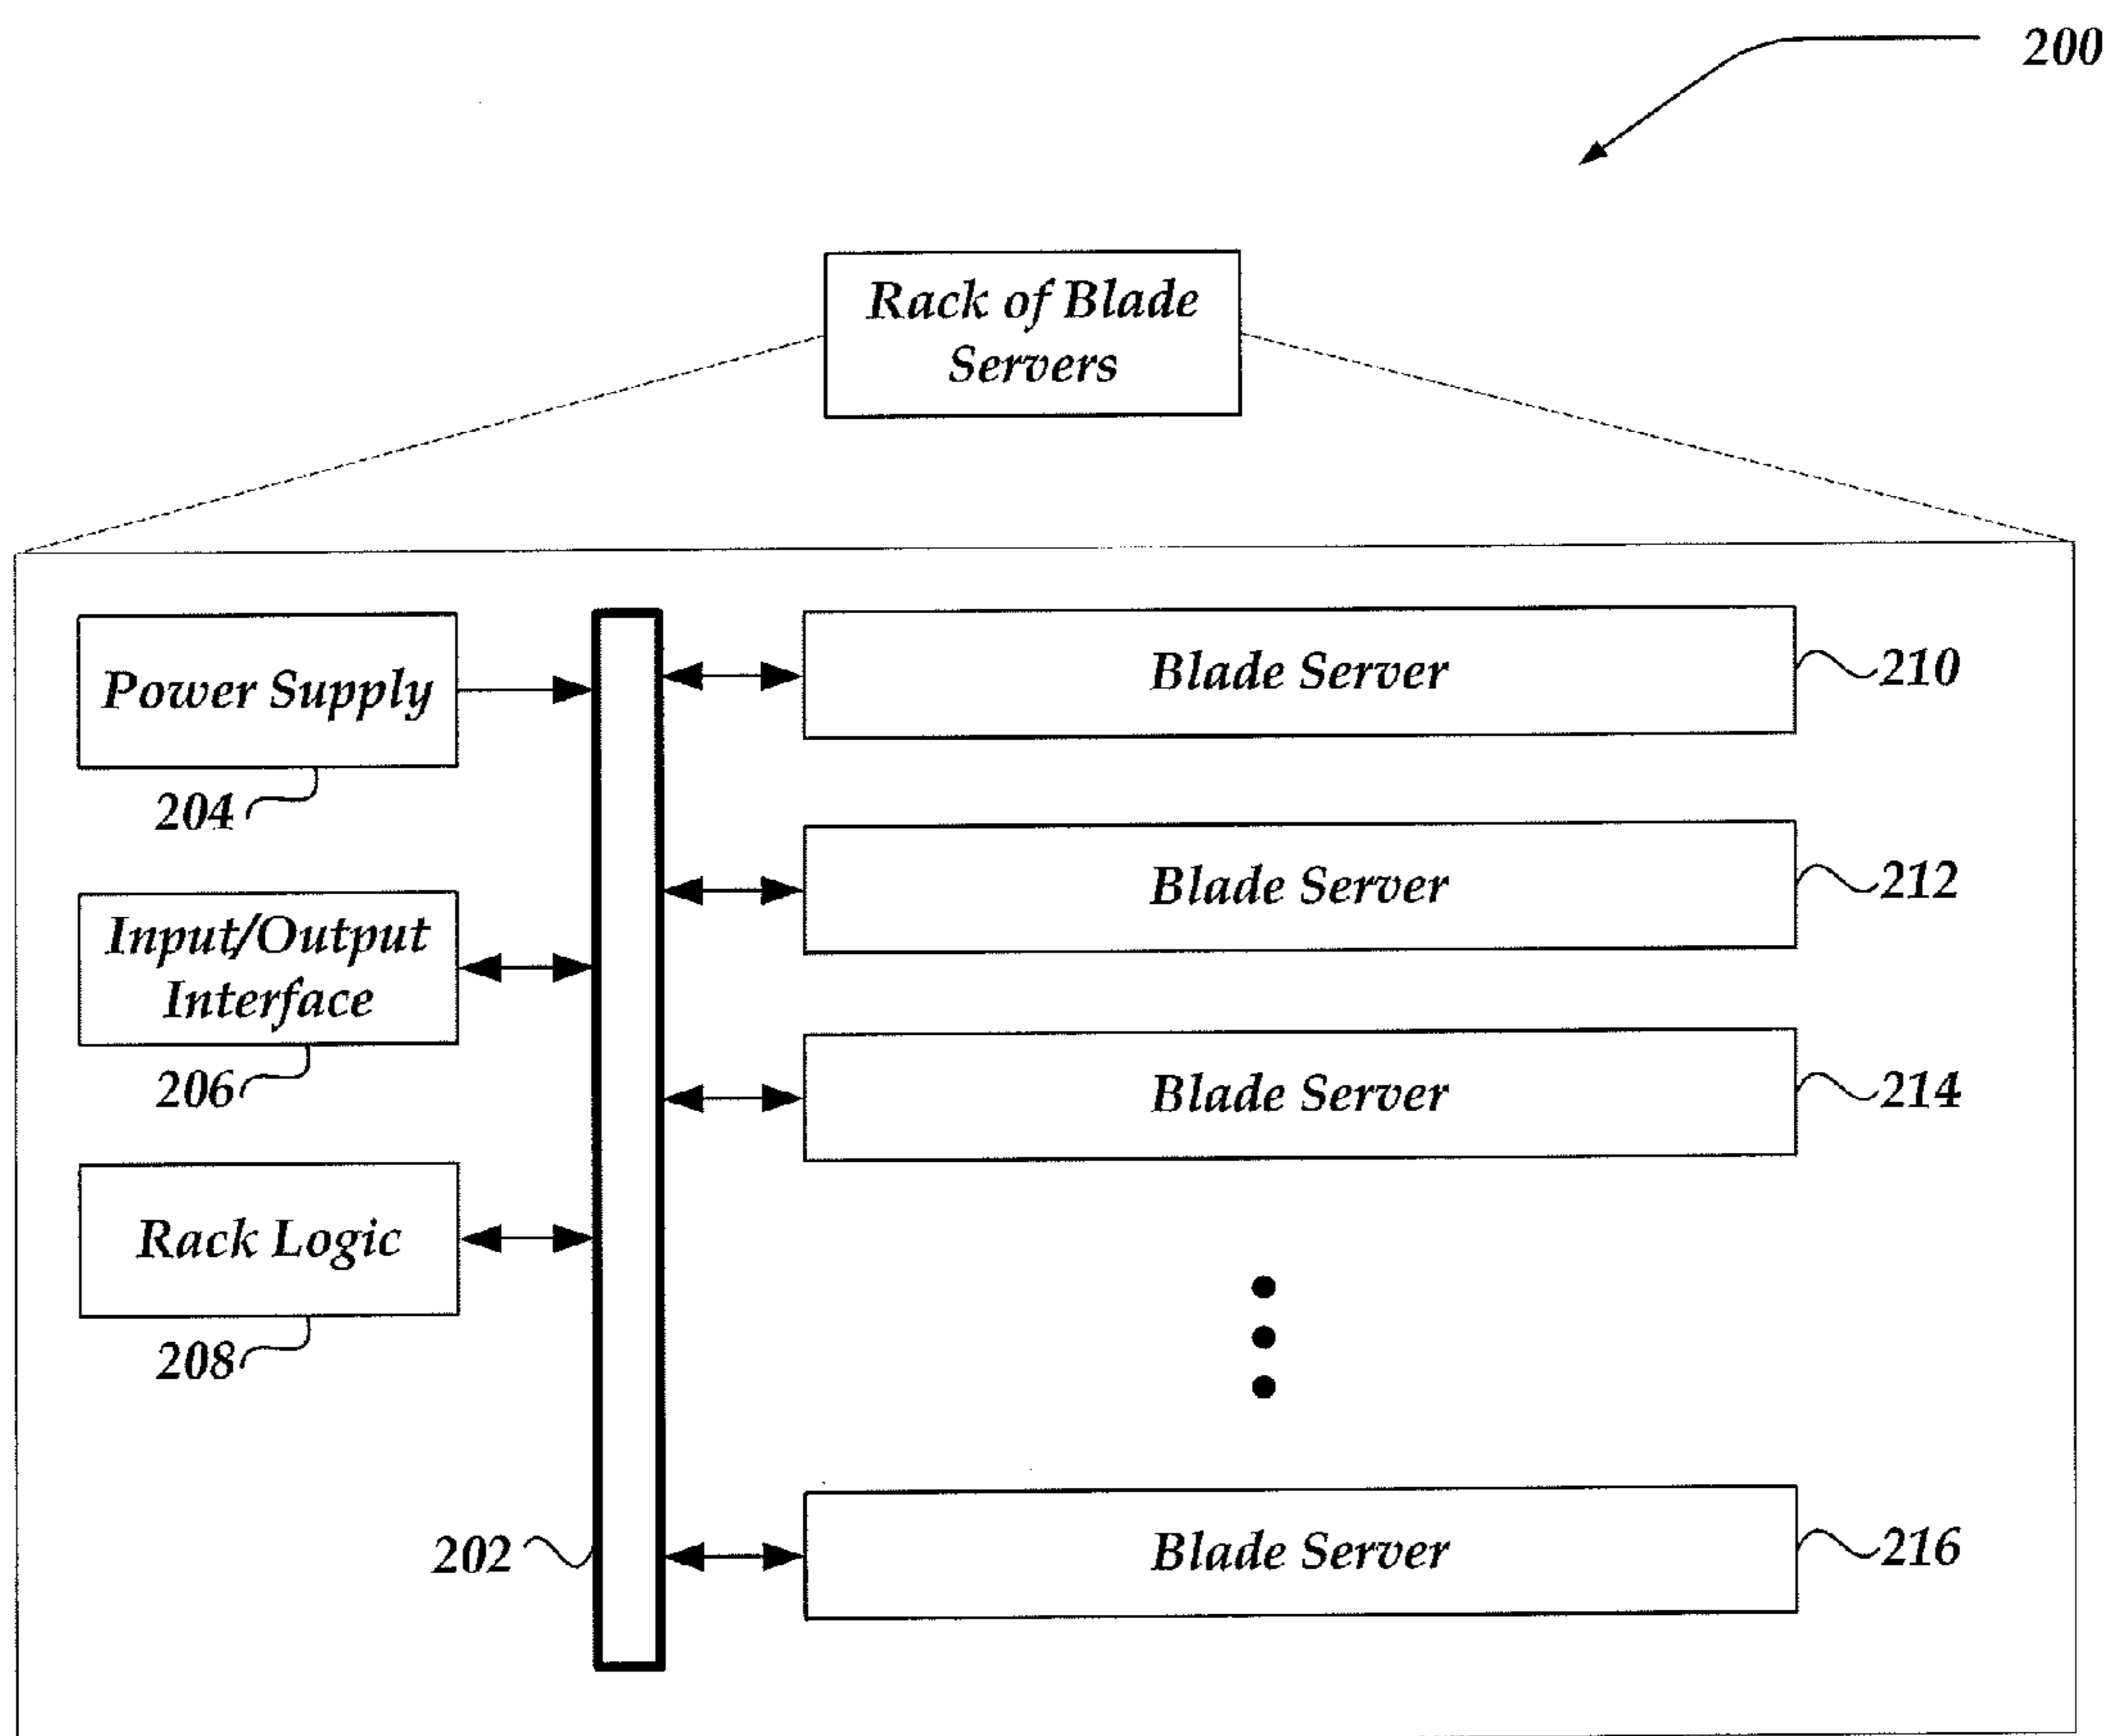 200
Rack of Blade
Servers
Power Supply
204
Input/Output
Interface
206
Rack Logic
208
202
Blade Server
210
Blade Server
212
Blade Server
214
Blade Server
216